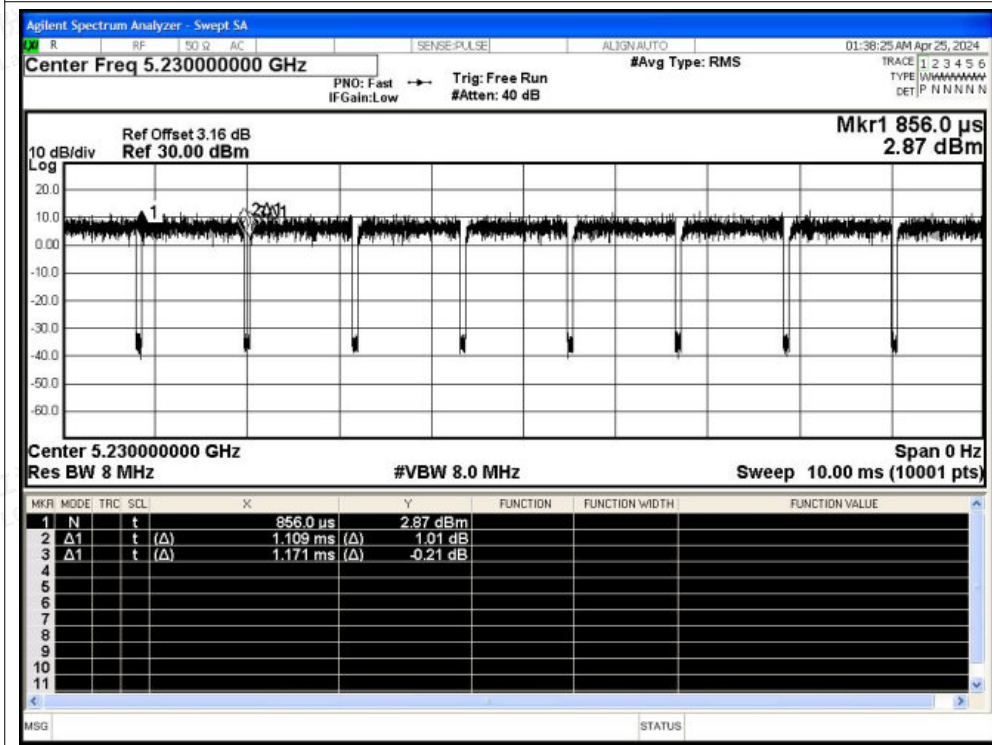 Agilent Spectrum Analyzer - Swept SA
LXI R RF 50 Ω AC SENSE:PULSE ALIGN AUTO 01:38:25 AM Apr 25, 2024
Center Freq 5.230000000 GHz #Avg Type: RMS TRACE 1 2 3 4 5 6
PNO: Fast Trig: Free Run TYPE WWWWWW
IFGain:Low #Atten: 40 dB DET P N N N N N
Mkr1 856.0 µs
Ref Offset 3.16 dB
10 dB/div Ref 30.00 dBm 2.87 dBm
Log
20.0
10.0
1 2Δ1
0.00
-10.0
-20.0
-30.0
-40.0
-50.0
-60.0
Center 5.230000000 GHz Span 0 Hz
Res BW 8 MHz #VBW 8.0 MHz Sweep 10.00 ms (10001 pts)
MKR MODE TRC SCL X Y FUNCTION FUNCTION WIDTH FUNCTION VALUE
1 N t 856.0 µs 2.87 dBm
2 Δ1 t (Δ) 1.109 ms (Δ) 1.01 dB
3 Δ1 t (Δ) 1.171 ms (Δ) -0.21 dB
4
5
6
7
8
9
10
11
MSG STATUS